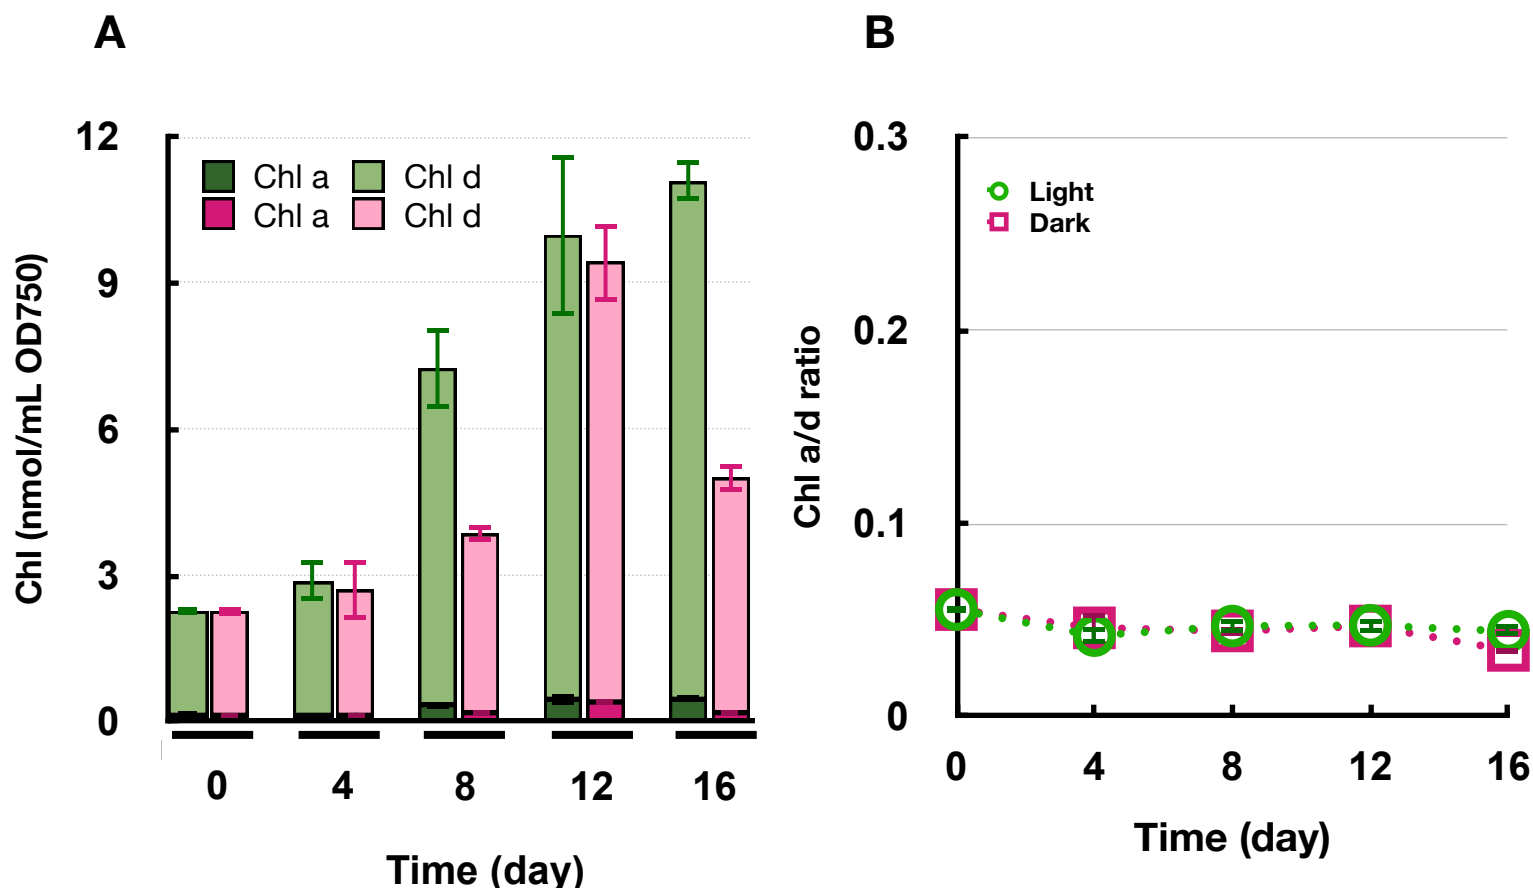 A
Chl (nmol/mL OD750)
12
9
6
3
0
Chl a
Chl d
Chl a
Chl d
0
4
8
12
16
Time (day)
B
Chl a/d ratio
0.3
0.2
0.1
0
Light
Dark
0
4
8
12
16
Time (day)